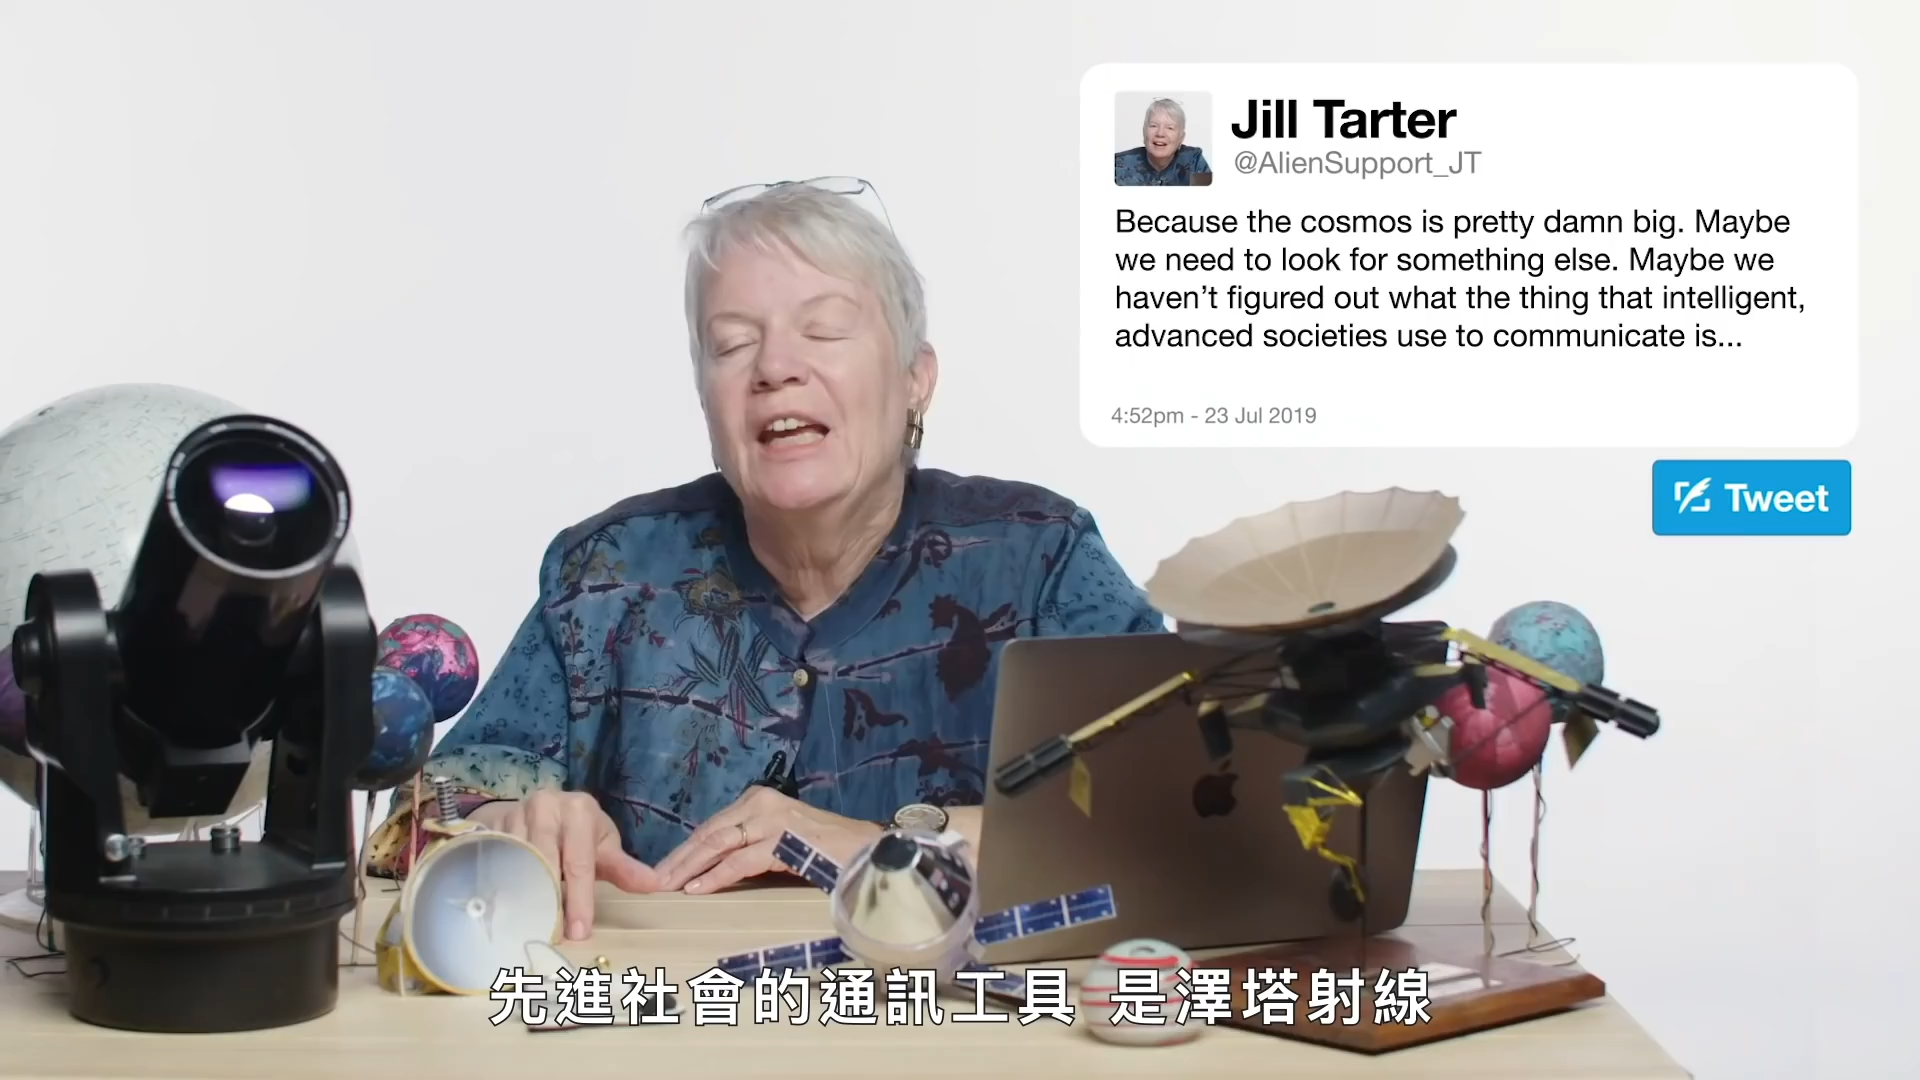 Jill Tarter
@AlienSupport_JT
Because the cosmos is pretty damn big. Maybe
we need to look for something else. Maybe we
haven't figured out what the thing that intelligent,
advanced societies use to communicate is...
4:52pm - 23 Jul 2019
Tweet
先進社會的通訊工具 是澤塔射線